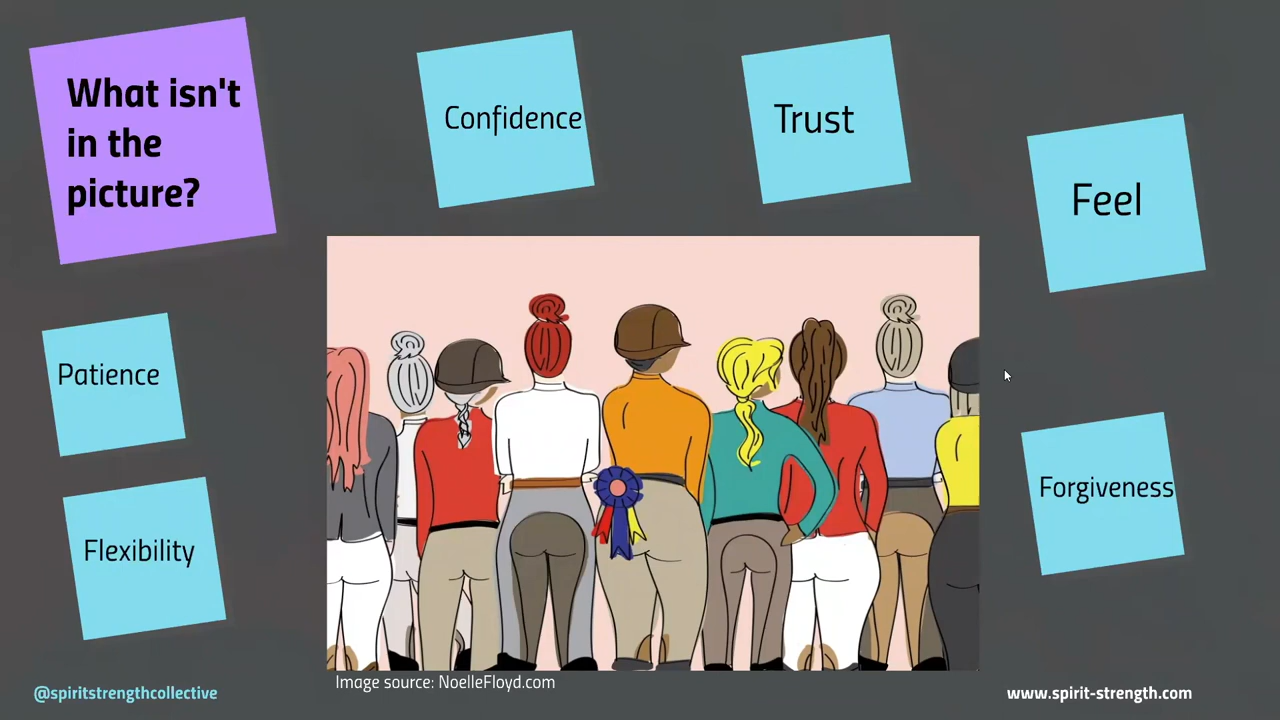 What isn't
in the
picture?
Confidence
Trust
Feel
Patience
Flexibility
Forgiveness
Image source: NoelleFloyd.com
@spiritstrengthcollective
www.spirit-strength.com